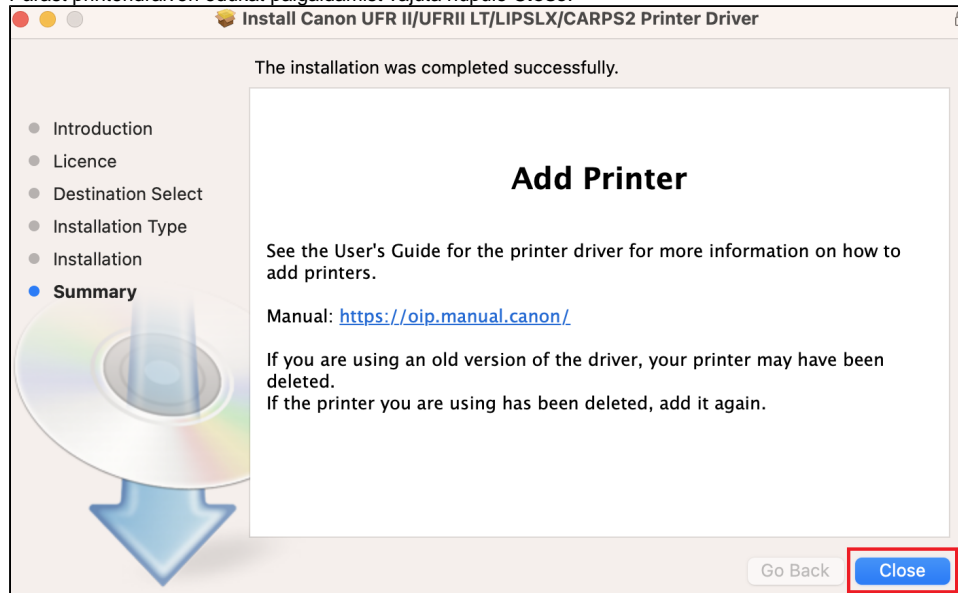 Install Canon UFR II/UFRII LT/LIPSLX/CARPS2 Printer Driver
The installation was completed successfully.
Introduction
Licence
Destination Select
Installation Type
Installation
Summary
Add Printer
See the User's Guide for the printer driver for more information on how to
add printers.
Manual: https://oip.manual.canon/
If you are using an old version of the driver, your printer may have been
deleted.
If the printer you are using has been deleted, add it again.
Go Back
Close